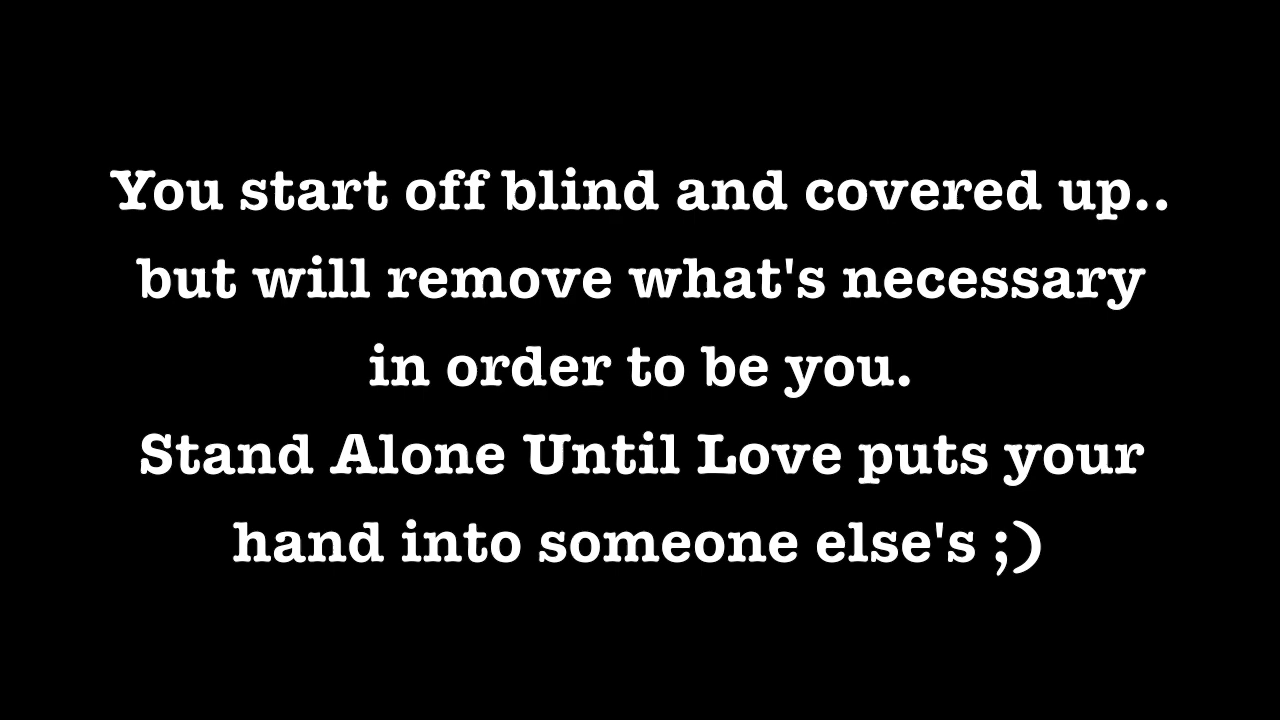 You start off blind and covered up..
but will remove what's necessary
in order to be you.
Stand Alone Until Love puts your
hand into someone else's ;)